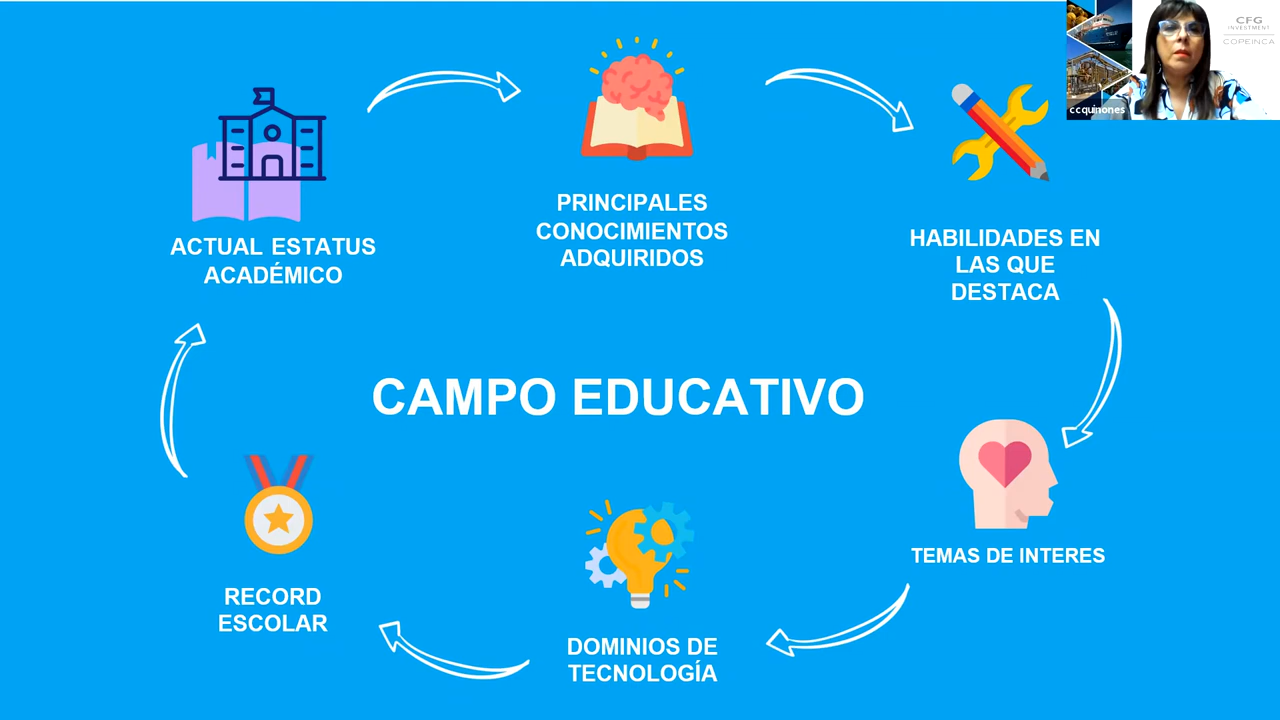 CFG
INVESTMENT
COPEINCA
ccquinones
ACTUAL ESTATUS
ACADÉMICO
PRINCIPALES
CONOCIMIENTOS
ADQUIRIDOS
HABILIDADES EN
LAS QUE
DESTACA
CAMPO EDUCATIVO
TEMAS DE INTERES
DOMINIOS DE
TECNOLOGÍA
RECORD
ESCOLAR